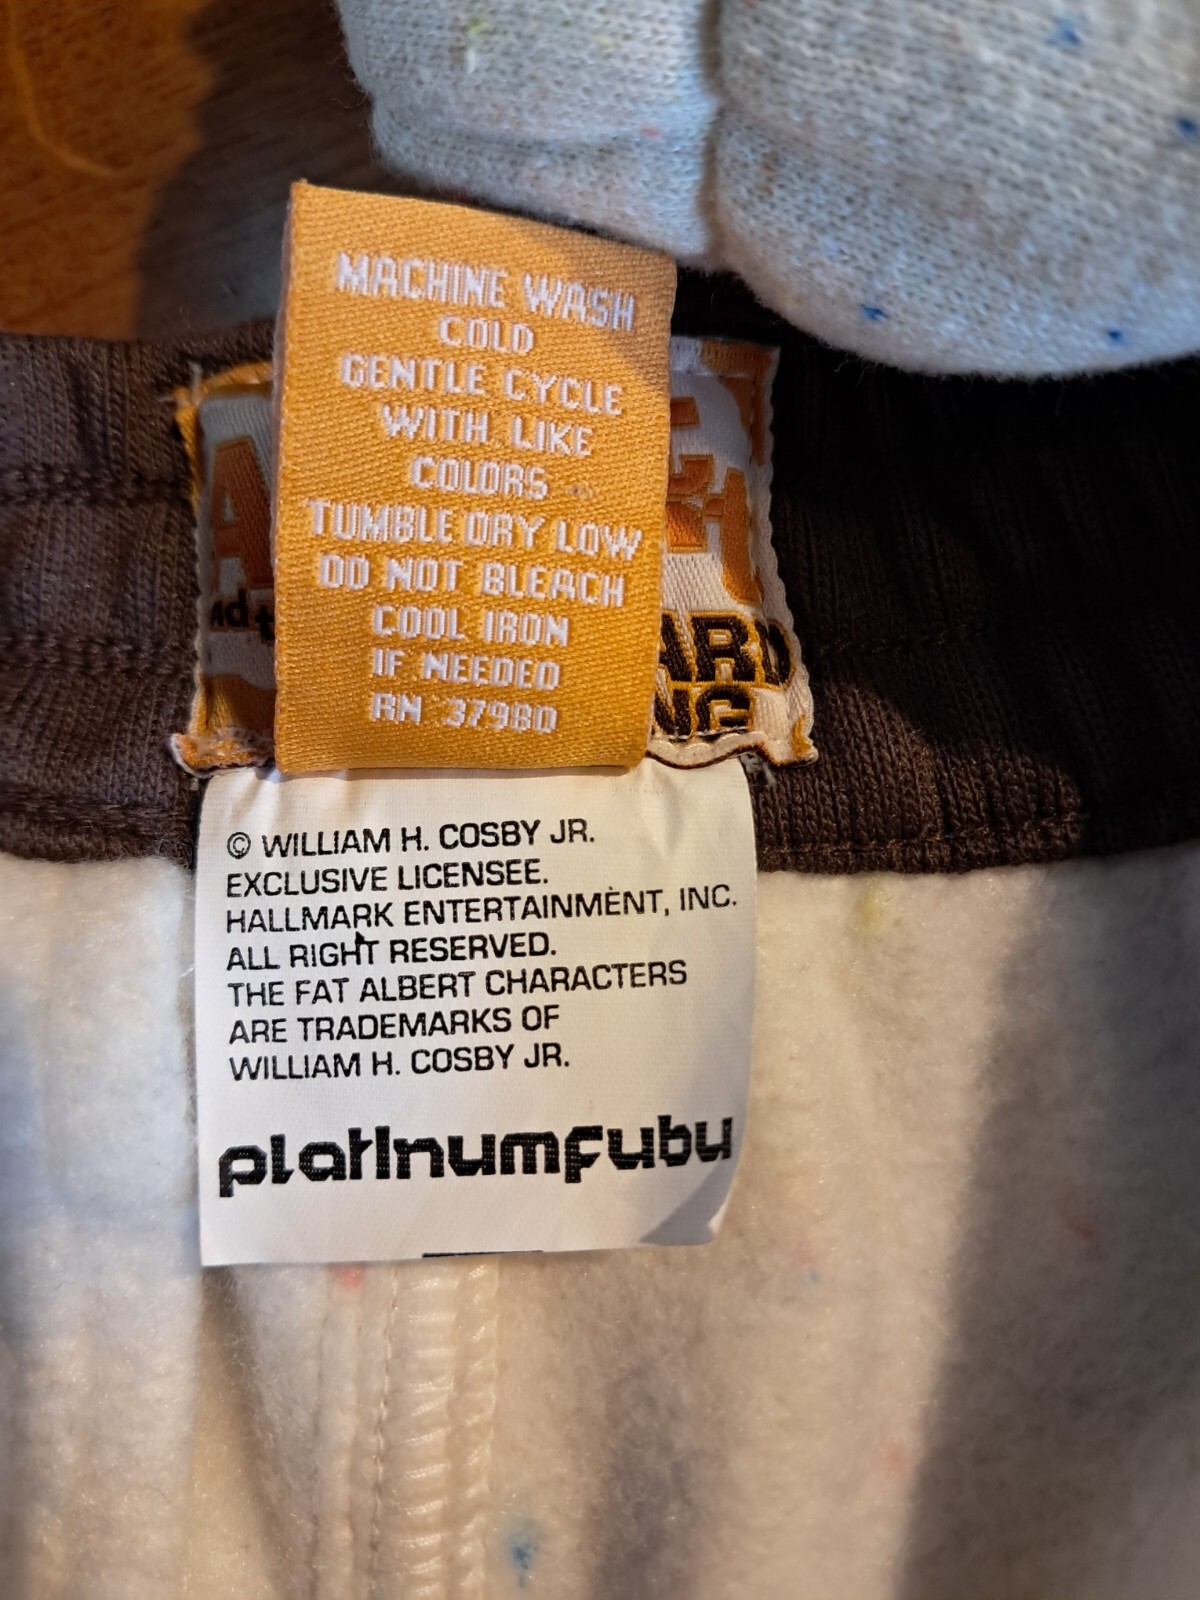 MACHINE WASH
COLD
GENTLE CYCLE
WITH LIKE
COLORS
TUMBLE DRY LOW
DO NOT BLEACH
COOL IRON
IF NEEDED
RN 37980
© WILLIAM H. COSBY JR.
EXCLUSIVE LICENSEE.
HALLMARK ENTERTAINMENT, INC.
ALL RIGHT RESERVED.
THE FAT ALBERT CHARACTERS
ARE TRADEMARKS OF
WILLIAM H. COSBY JR.
platinumfubu